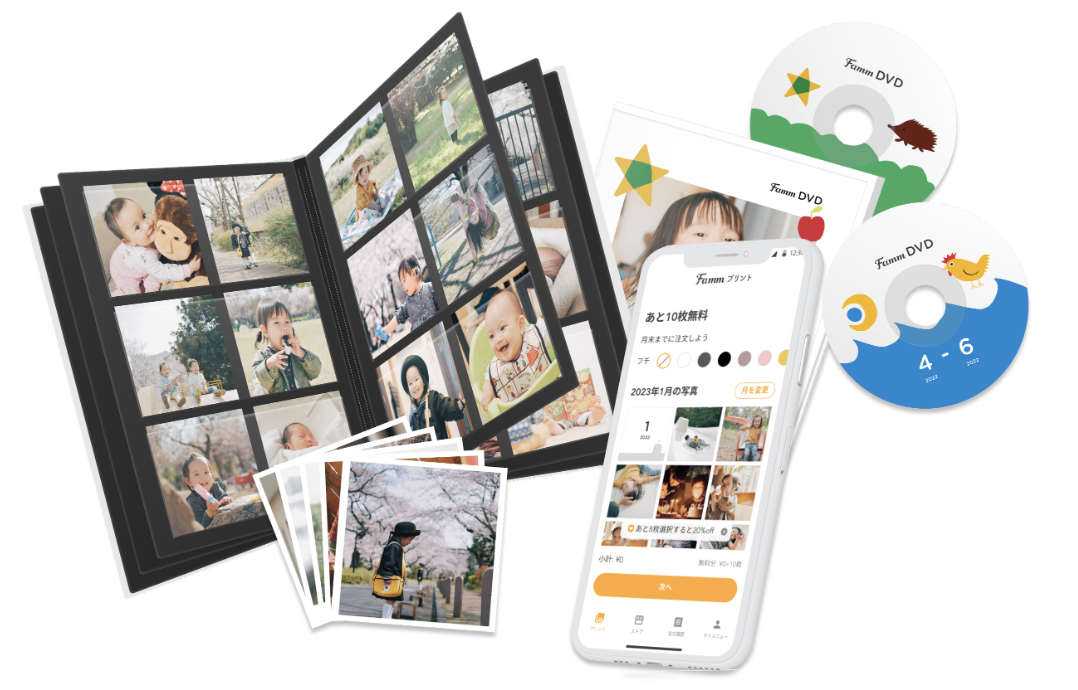 Famm DVD
Famm DVD
Famm DVD
4 - 6
2022
2022
12:30
Famm プリント
あと10枚無料
月末までに注文しよう
フチ
2023年1月の写真
月を変更
1
2022
あと8枚選択すると20%off
小計: ¥0
無料分 ¥0×10枚
次へ
プリント
ストア
注文履歴
マイメニュー